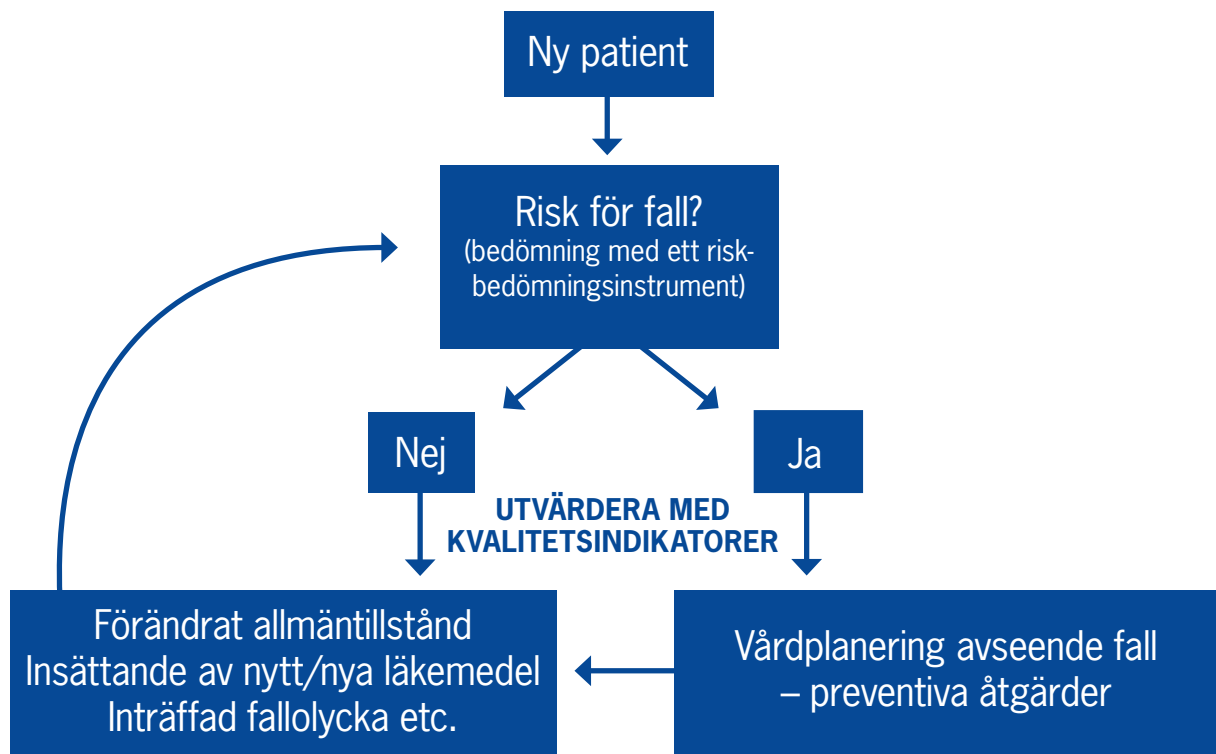 Ny patient
Risk för fall?
(bedömning med ett risk-
bedömningsinstrument)
Nej
Ja
UTVÄRDERA MED
KVALITETSINDIKATORER
Förändrat allmäntillstånd
Insättande av nytt/nya läkemedel
Inträffad fallolycka etc.
Vårdplanering avseende fall
– preventiva åtgärder